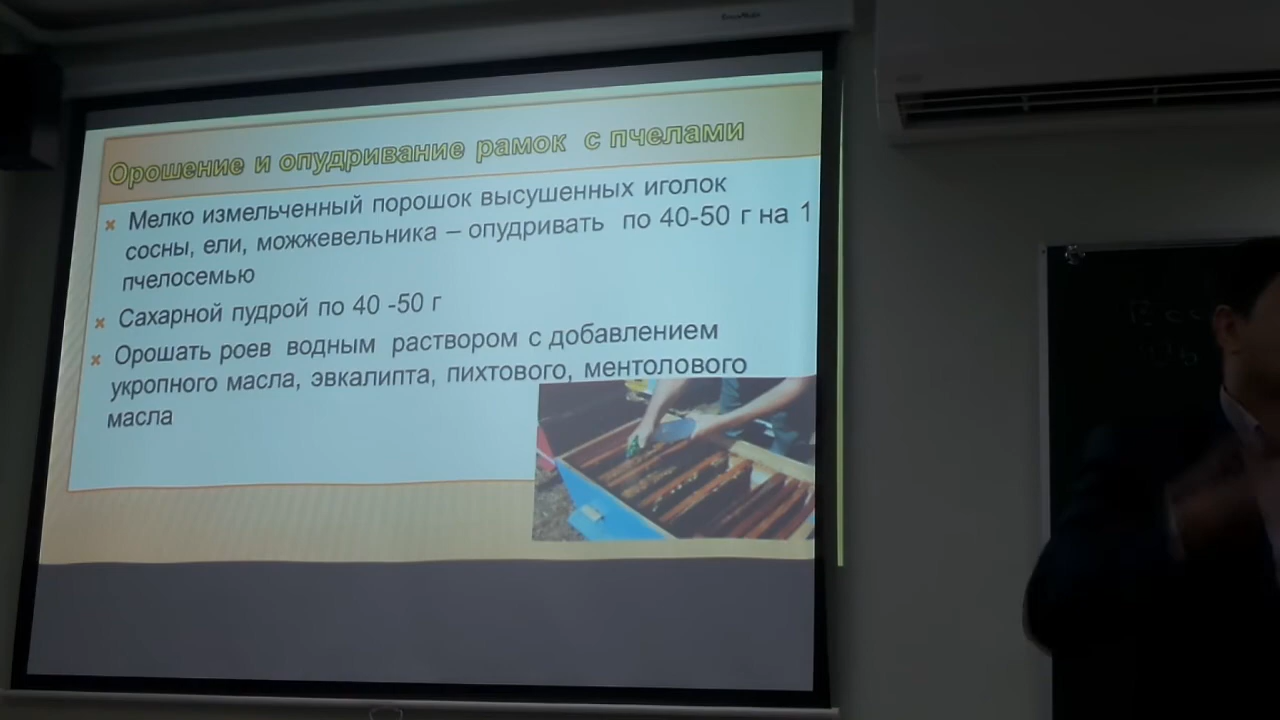 Орошение и опудривание рамок с пчелами
Мелко измельченный порошок высушенных иголок
сосны, ели, можжевельника – опудривать по 40-50 г на 1
пчелосемью
Сахарной пудрой по 40 -50 г
Орошать роев водным раствором с добавлением
укропного масла, эвкалипта, пихтового, ментолового
масла